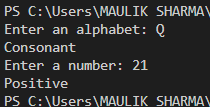 PS C:\Users\MAULIK SHARMA\
Enter an alphabet: Q
Consonant
Enter a number: 21
Positive
PS C:\Users\MAULIK SHARMA\